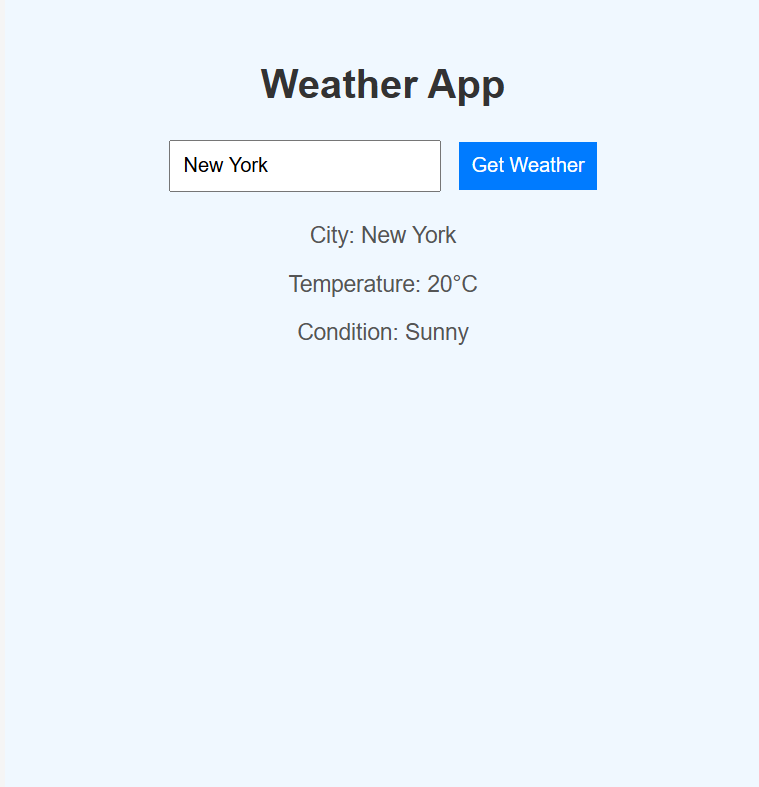 Weather App
New York
Get Weather
City: New York
Temperature: 20°C
Condition: Sunny